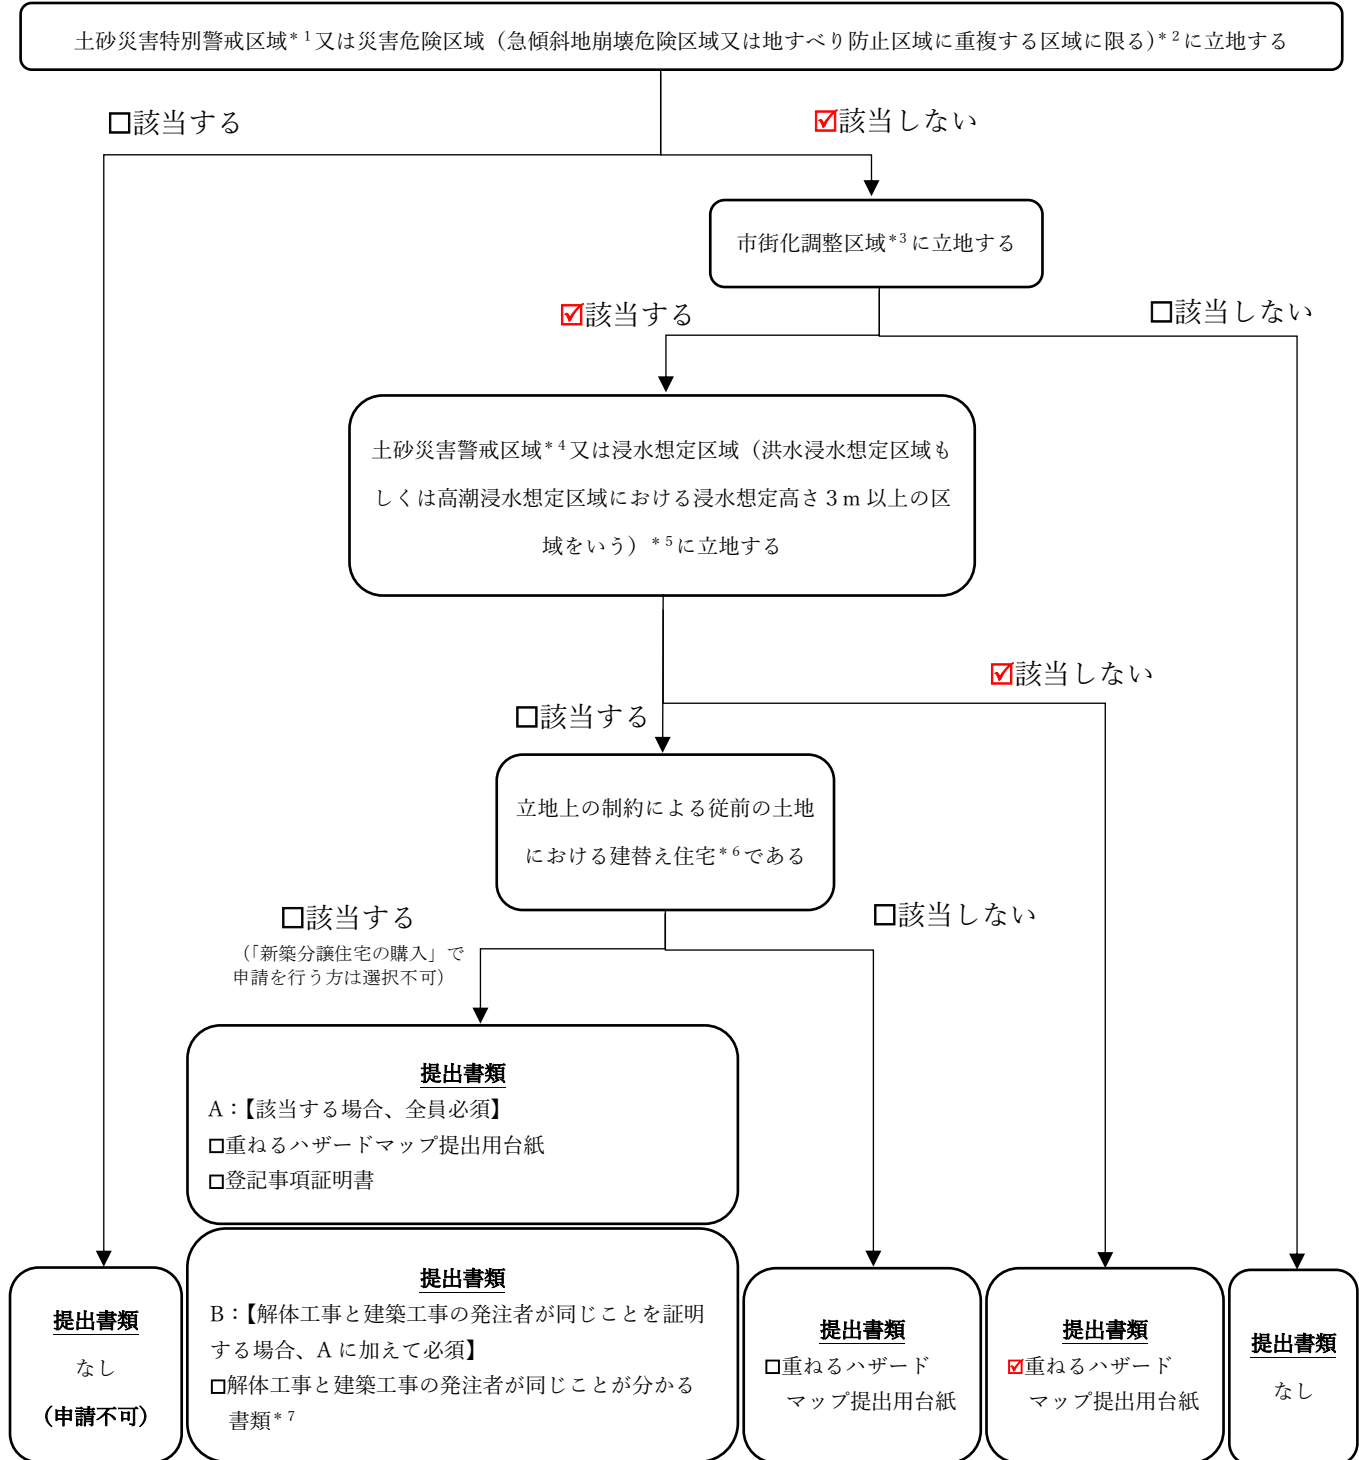 土砂災害特別警戒区域*1又は災害危険区域（急傾斜地崩壊危険区域又は地すべり防止区域に重複する区域に限る）*2に立地する
☐該当する
☑該当しない
市街化調整区域*3に立地する
☑該当する
☐該当しない
土砂災害警戒区域*4又は浸水想定区域（洪水浸水想定区域も
しくは高潮浸水想定区域における浸水想定高さ３ｍ以上の区
域をいう）*5に立地する
☑該当しない
☐該当する
立地上の制約による従前の土地
における建替え住宅*6である
☐該当する
（「新築分譲住宅の購入」で
申請を行う方は選択不可）
☐該当しない
提出書類
A：【該当する場合、全員必須】
☐重ねるハザードマップ提出用台紙
☐登記事項証明書
提出書類
B：【解体工事と建築工事の発注者が同じことを証明
する場合、A に加えて必須】
☐解体工事と建築工事の発注者が同じことが分かる
書類*7
提出書類
なし
（申請不可）
提出書類
☐重ねるハザード
マップ提出用台紙
提出書類
☑重ねるハザード
マップ提出用台紙
提出書類
なし